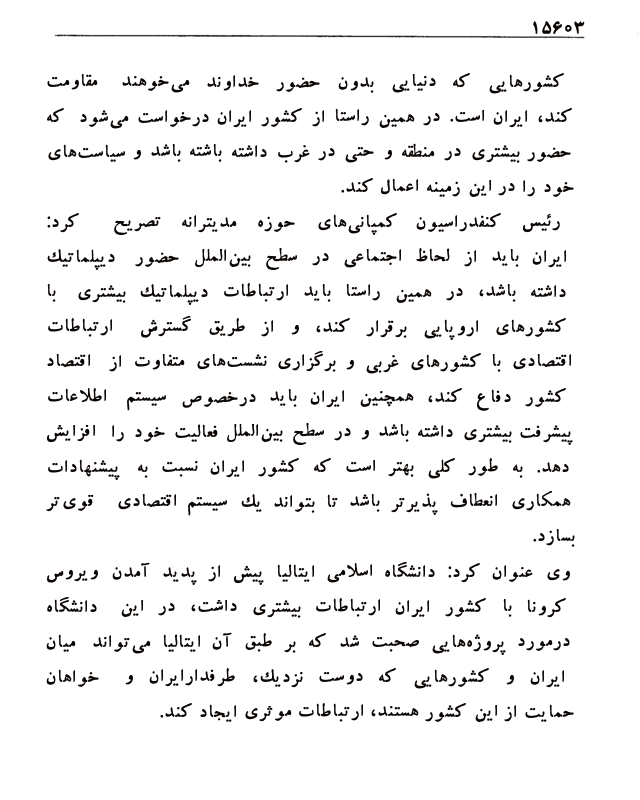 ۱۵۶۰۳
کشورهایی که دنیایی بدون حضور خداوند می‌خوهند مقاومت
کند، ایران است. در همین راستا از کشور ایران درخواست می‌شود که
حضور بیشتری در منطقه و حتی در غرب داشته باشته باشد و سیاست‌های
خود را در این زمینه اعمال کند.
رئیس کنفدراسیون کمپانی‌های حوزه مدیترانه تصریح کرد:
ایران باید از لحاظ اجتماعی در سطح بین‌الملل حضور دیپلماتیك
داشته باشد، در همین راستا باید ارتباطات دیپلماتیك بیشتری با
کشورهای اروپایی برقرار کند، و از طریق گسترش ارتباطات
اقتصادی با کشورهای غربی و برگزاری نشست‌های متفاوت از اقتصاد
کشور دفاع کند، همچنین ایران باید درخصوص سیستم اطلاعات
پیشرفت بیشتری داشته باشد و در سطح بین‌الملل فعالیت خود را افزایش
دهد. به طور کلی بهتر است که کشور ایران نسبت به پیشنهادات
همکاری انعطاف پذیرتر باشد تا بتواند یك سیستم اقتصادی قوی‌تر
بسازد.
وی عنوان کرد: دانشگاه اسلامی ایتالیا پیش از پدید آمدن ویروس
کرونا با کشور ایران ارتباطات بیشتری داشت، در این دانشگاه
درمورد پروژه‌هایی صحبت شد که بر طبق آن ایتالیا می‌تواند میان
ایران و کشورهایی که دوست نزدیك، طرفدارایران و خواهان
حمایت از این کشور هستند، ارتباطات موثری ایجاد کند.